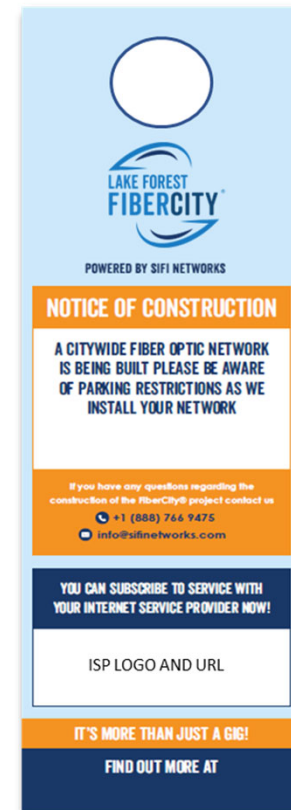 LAKE FOREST
FIBERCITY®
POWERED BY SIFI NETWORKS
NOTICE OF CONSTRUCTION
A CITYWIDE FIBER OPTIC NETWORK
IS BEING BUILT PLEASE BE AWARE
OF PARKING RESTRICTIONS AS WE
INSTALL YOUR NETWORK
If you have any questions regarding the
construction of the FiberCity® project contact us
+1 (888) 766 9475
info@sifinetworks.com
YOU CAN SUBSCRIBE TO SERVICE WITH
YOUR INTERNET SERVICE PROVIDER NOW!
ISP LOGO AND URL
IT'S MORE THAN JUST A GIG!
FIND OUT MORE AT